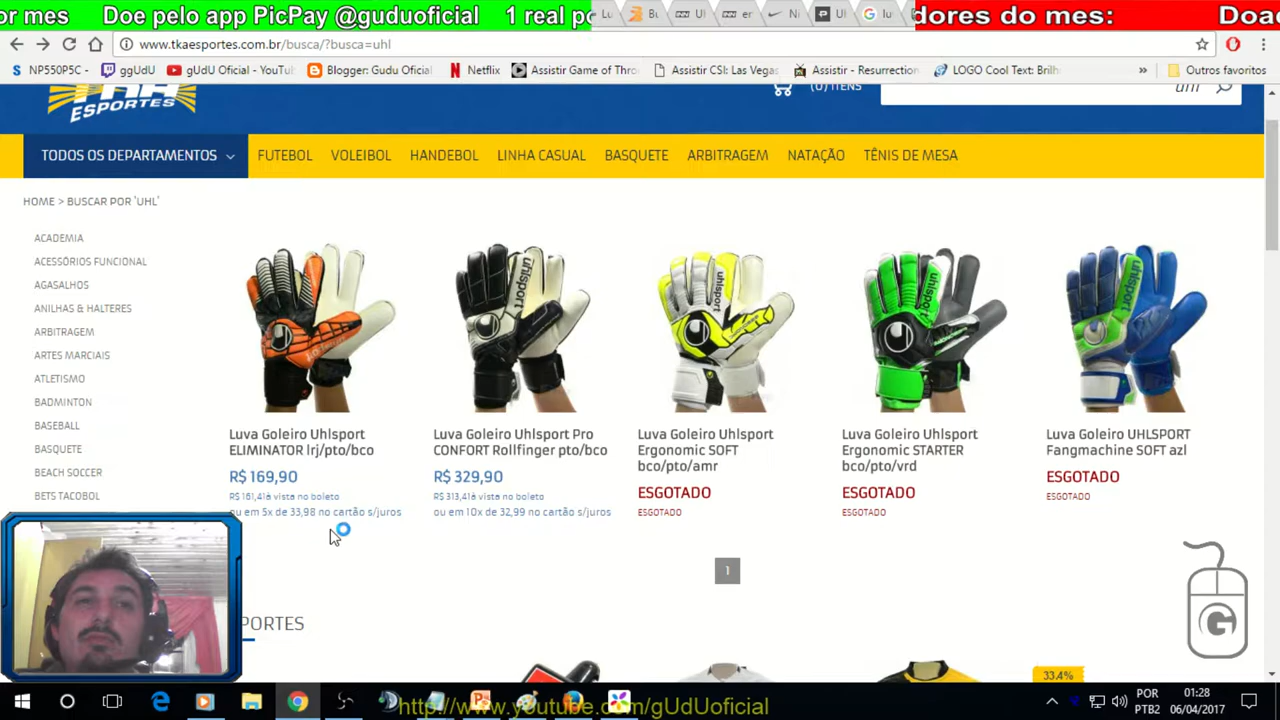 or mes Doe pelo app PicPay @guduoficial 1 real po
dores do mes: Doac
www.tkaesportes.com.br/busca/?busca=uhl
NP550P5C - ggUdU gUdU Oficial - YouTu Blogger: Gudu Oficial Netflix Assistir Game of Thro Assistir CSI: Las Vegas Assistir - Resurrection LOGO Cool Text: Brilh » Outros favoritos
ESPORTES
(0) ITENS
uhl
TODOS OS DEPARTAMENTOS FUTEBOL VOLEIBOL HANDEBOL LINHA CASUAL BASQUETE ARBITRAGEM NATAÇÃO TÊNIS DE MESA
HOME > BUSCAR POR 'UHL'
ACADEMIA
ACESSÓRIOS FUNCIONAL
AGASALHOS
ANILHAS & HALTERES
ARBITRAGEM
ARTES MARCIAIS
ATLETISMO
BADMINTON
BASEBALL
BASQUETE
BEACH SOCCER
BETS TACOBOL
Luva Goleiro Uhlsport
ELIMINATOR lrj/pto/bco
R$ 169,90
R$ 161,41à vista no boleto
ou em 5x de 33,98 no cartão s/juros
Luva Goleiro Uhlsport Pro
CONFORT Rollfinger pto/bco
R$ 329,90
R$ 313,41à vista no boleto
ou em 10x de 32,99 no cartão s/juros
Luva Goleiro Uhlsport
Ergonomic SOFT
bco/pto/amr
ESGOTADO
ESGOTADO
Luva Goleiro Uhlsport
Ergonomic STARTER
bco/pto/vrd
ESGOTADO
ESGOTADO
Luva Goleiro UHLSPORT
Fangmachine SOFT azl
ESGOTADO
ESGOTADO
1
PORTES
33.4%
G
http://www.youtube.com/gUdUoficial
POR
PTB2
01:28
06/04/2017